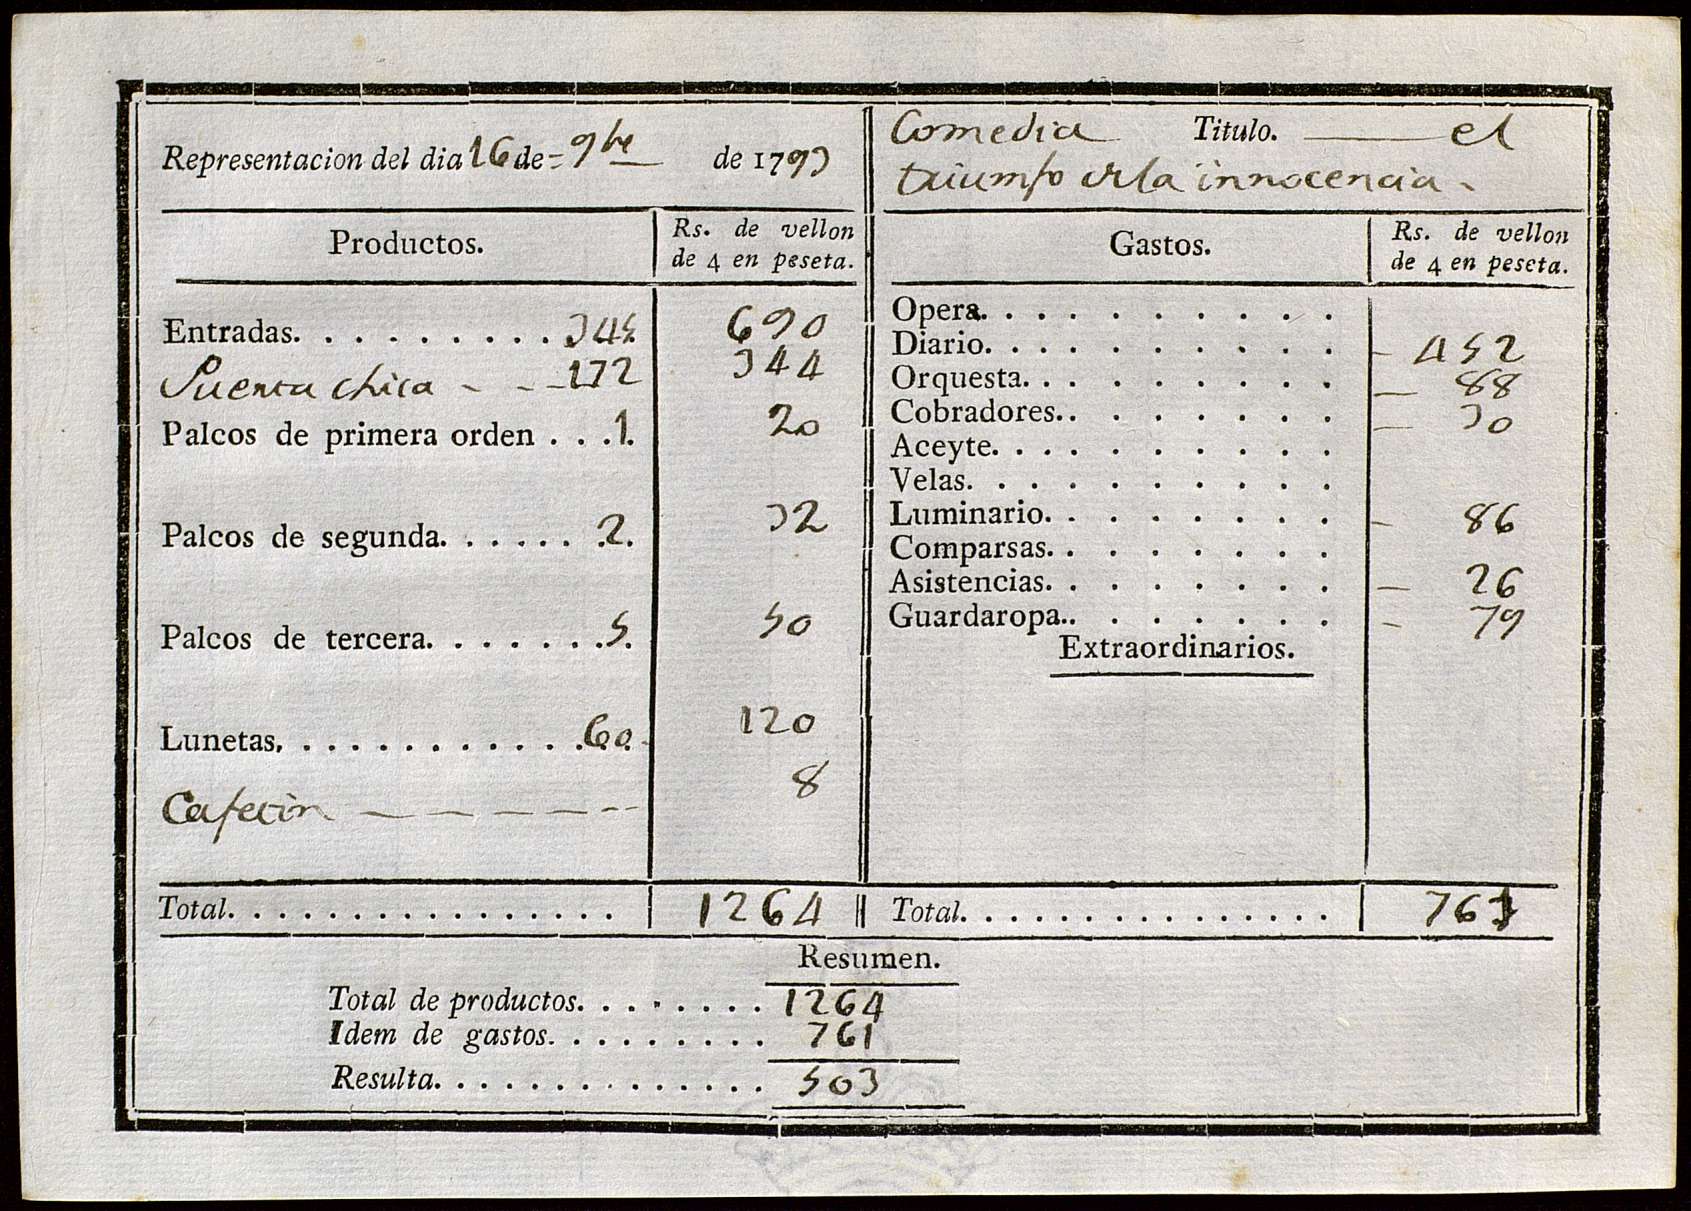 Representacion del dia 16 de 9bre de 1793
Productos. Rs. de vellon de 4 en peseta.
Entradas. 345 690
Puerta chica - - - 172 344
Palcos de primera orden . . . 1. 20
Palcos de segunda. . . . . . 2. 32
Palcos de tercera. . . . . . . 5. 50
Lunetas. . . . . . . . . . . . 60. 120
Cafetin — — — — — 8
Total. . . . . . . . . . . . . . . . 1264
Comedia Titulo. — el
triumfo de la innocencia.
Gastos. Rs. de vellon de 4 en peseta.
Opera. . . . . . . . . .
Diario. . . . . . . . . . 452
Orquesta. . . . . . . . . 88
Cobradores. . . . . . . . 30
Aceyte. . . . . . . . . .
Velas. . . . . . . . . .
Luminario. . . . . . . . 86
Comparsas. . . . . . . .
Asistencias. . . . . . . . 26
Guardaropa. . . . . . . . 79
Extraordinarios.
Total. . . . . . . . . . . . . . . . 761
Resumen.
Total de productos. . . . . . . . 1264
Idem de gastos. . . . . . . . . 761
Resulta. . . . . . . . . . . . . . 503